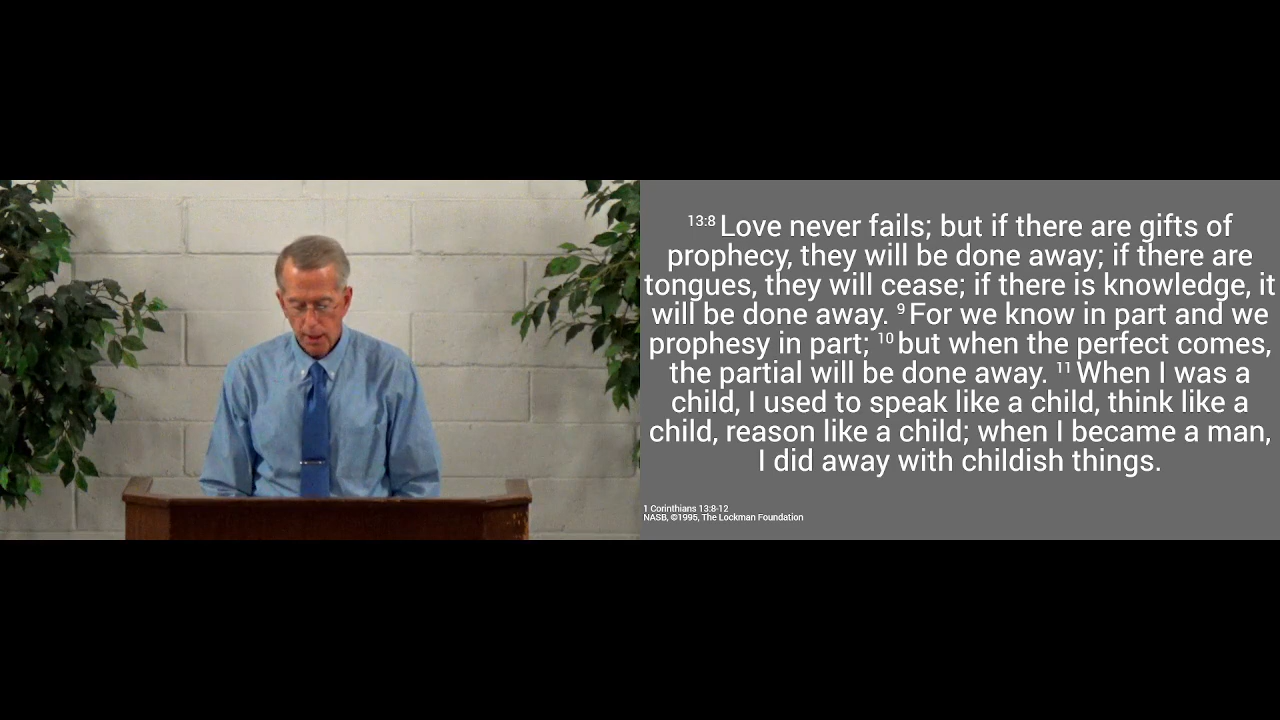 13:8 Love never fails; but if there are gifts of
prophecy, they will be done away; if there are
tongues, they will cease; if there is knowledge, it
will be done away. 9 For we know in part and we
prophesy in part; 10 but when the perfect comes,
the partial will be done away. 11 When I was a
child, I used to speak like a child, think like a
child, reason like a child; when I became a man,
I did away with childish things.
1 Corinthians 13:8-12
NASB, ©1995, The Lockman Foundation